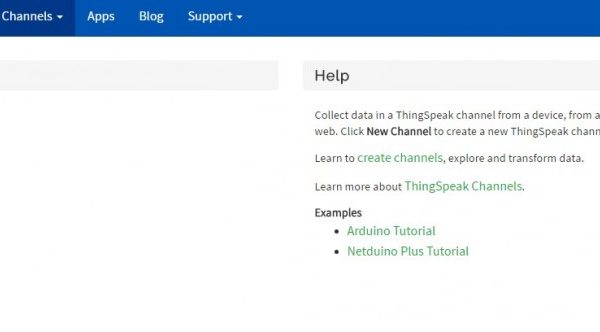 Channels Apps Blog Support
Help
Collect data in a ThingSpeak channel from a device, from a
web. Click New Channel to create a new ThingSpeak chann
Learn to create channels, explore and transform data.
Learn more about ThingSpeak Channels.
Examples
Arduino Tutorial
Netduino Plus Tutorial